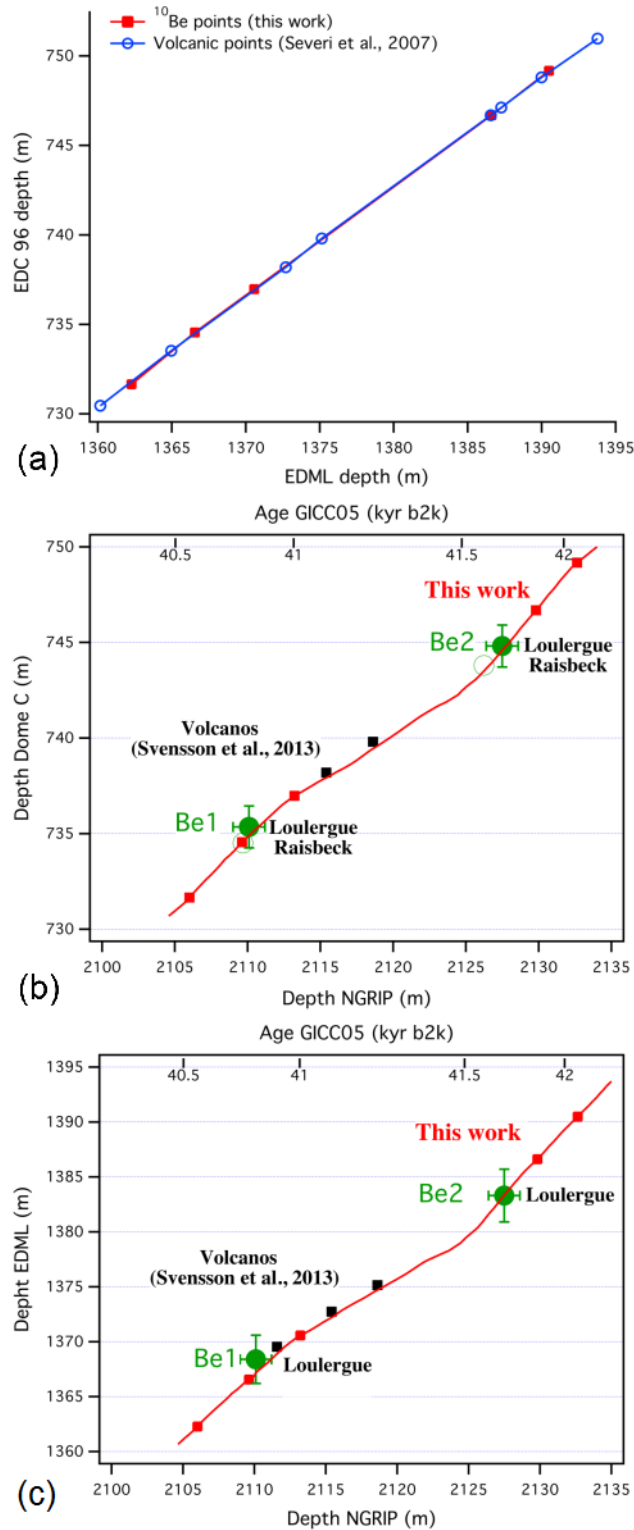 10Be points (this work)
Volcanic points (Severi et al., 2007)
750
745
740
735
730
EDC 96 depth (m)
1360 1365 1370 1375 1380 1385 1390 1395
EDML depth (m)
(a)
Age GICC05 (kyr b2k)
40.5 41 41.5 42
750
745
740
735
730
Depth Dome C (m)
This work
Be2
Loulergue
Raisbeck
Volcanos
(Svensson et al., 2013)
Be1
Loulergue
Raisbeck
2100 2105 2110 2115 2120 2125 2130 2135
Depth NGRIP (m)
(b)
Age GICC05 (kyr b2k)
40.5 41 41.5 42
1395
1390
1385
1380
1375
1370
1365
1360
Depht EDML (m)
This work
Be2
Loulergue
Volcanos
(Svensson et al., 2013)
Be1
Loulergue
2100 2105 2110 2115 2120 2125 2130 2135
Depth NGRIP (m)
(c)